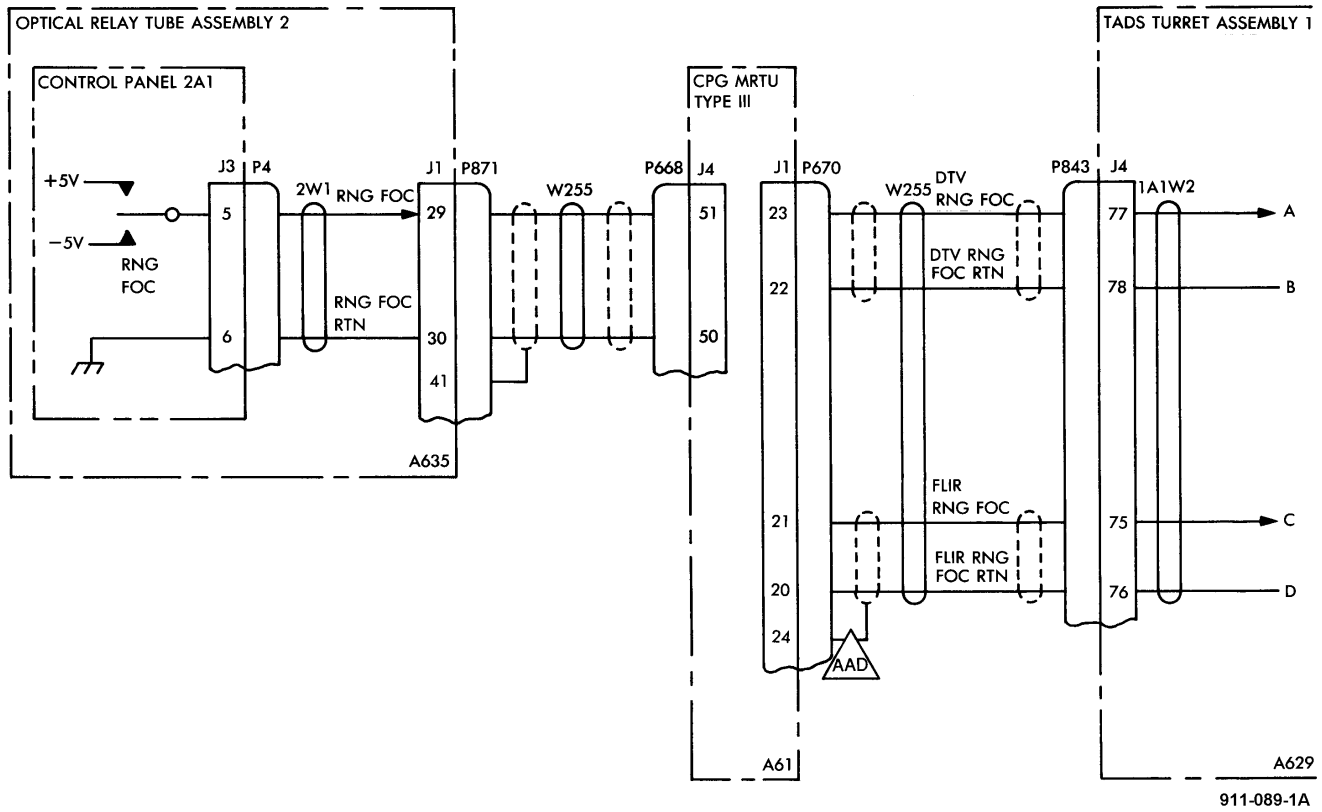 OPTICAL RELAY TUBE ASSEMBLY 2
TADS TURRET ASSEMBLY 1
CONTROL PANEL 2A1
CPG MRTU
TYPE III
J3 P4
J1 P871
P668 J4
J1 P670
P843 J4
+5V
-5V
RNG
FOC
5
6
2W1
RNG FOC
RNG FOC
RTN
29
30
41
W255
51
50
23
22
21
20
24
W255
DTV
RNG FOC
DTV RNG
FOC RTN
FLIR
RNG FOC
FLIR RNG
FOC RTN
AAD
77
78
75
76
1A1W2
A
B
C
D
A635
A61
A629
911-089-1A